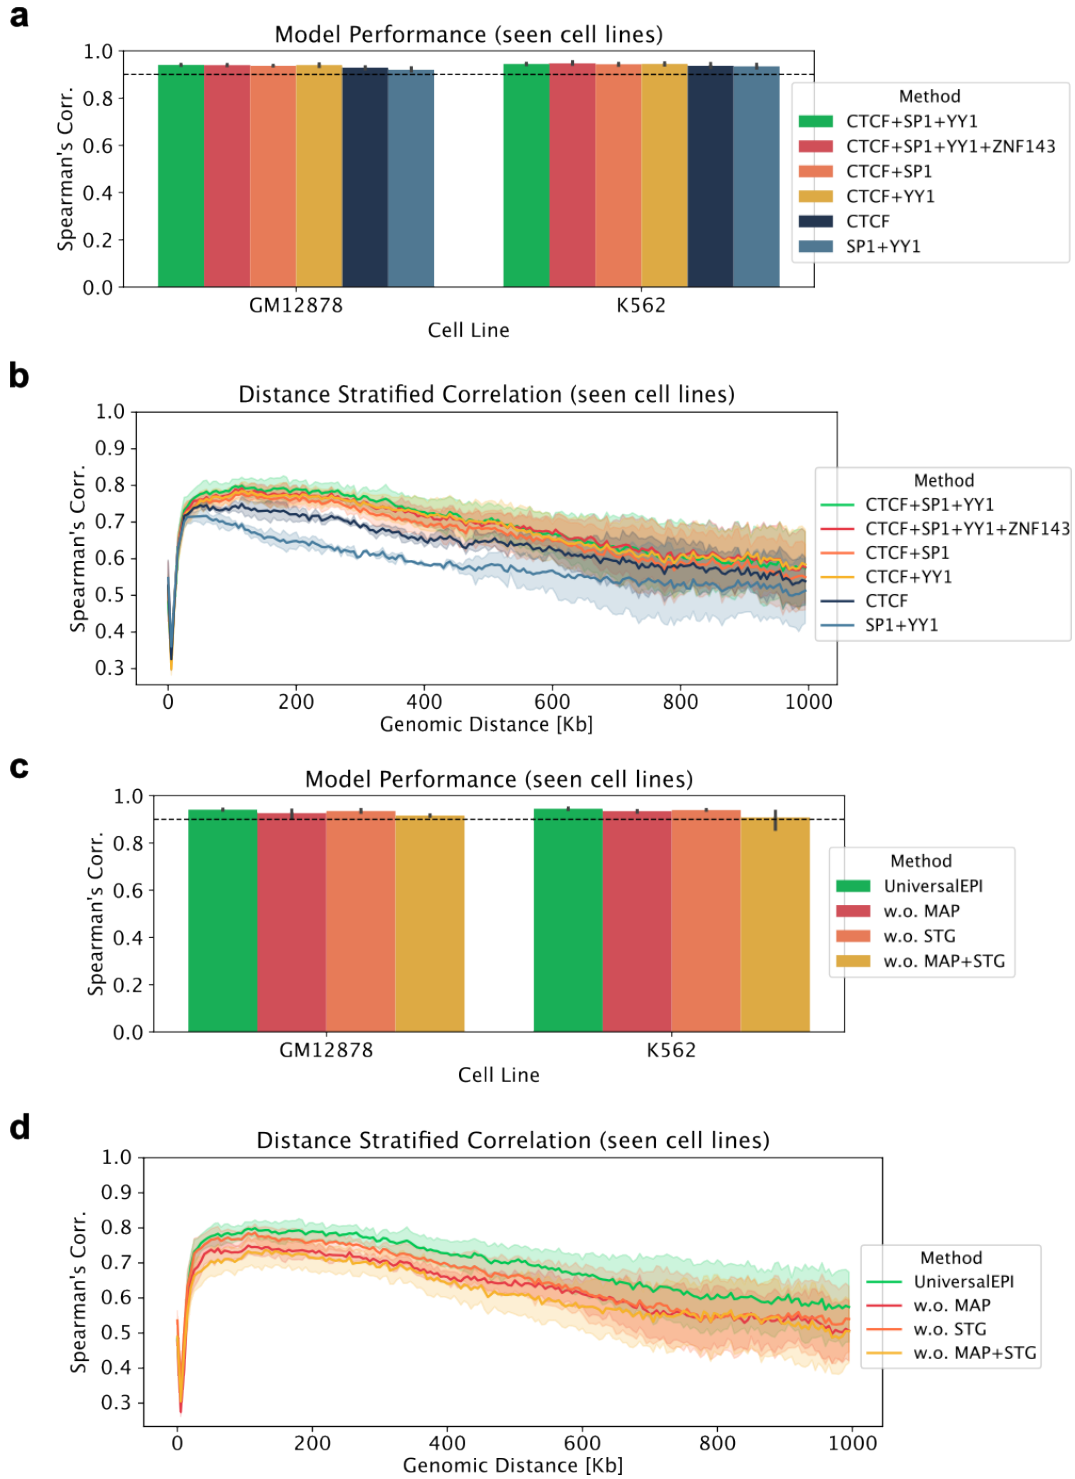 a
Model Performance (seen cell lines)
Spearman's Corr.
1.0
0.8
0.6
0.4
0.2
0.0
GM12878
K562
Cell Line
Method
CTCF+SP1+YY1
CTCF+SP1+YY1+ZNF143
CTCF+SP1
CTCF+YY1
CTCF
SP1+YY1
b
Distance Stratified Correlation (seen cell lines)
Spearman's Corr.
1.0
0.9
0.8
0.7
0.6
0.5
0.4
0.3
0 200 400 600 800 1000
Genomic Distance [Kb]
Method
CTCF+SP1+YY1
CTCF+SP1+YY1+ZNF143
CTCF+SP1
CTCF+YY1
CTCF
SP1+YY1
c
Model Performance (seen cell lines)
Spearman's Corr.
1.0
0.8
0.6
0.4
0.2
0.0
GM12878
K562
Cell Line
Method
UniversalEPI
w.o. MAP
w.o. STG
w.o. MAP+STG
d
Distance Stratified Correlation (seen cell lines)
Spearman's Corr.
1.0
0.9
0.8
0.7
0.6
0.5
0.4
0.3
0 200 400 600 800 1000
Genomic Distance [Kb]
Method
UniversalEPI
w.o. MAP
w.o. STG
w.o. MAP+STG